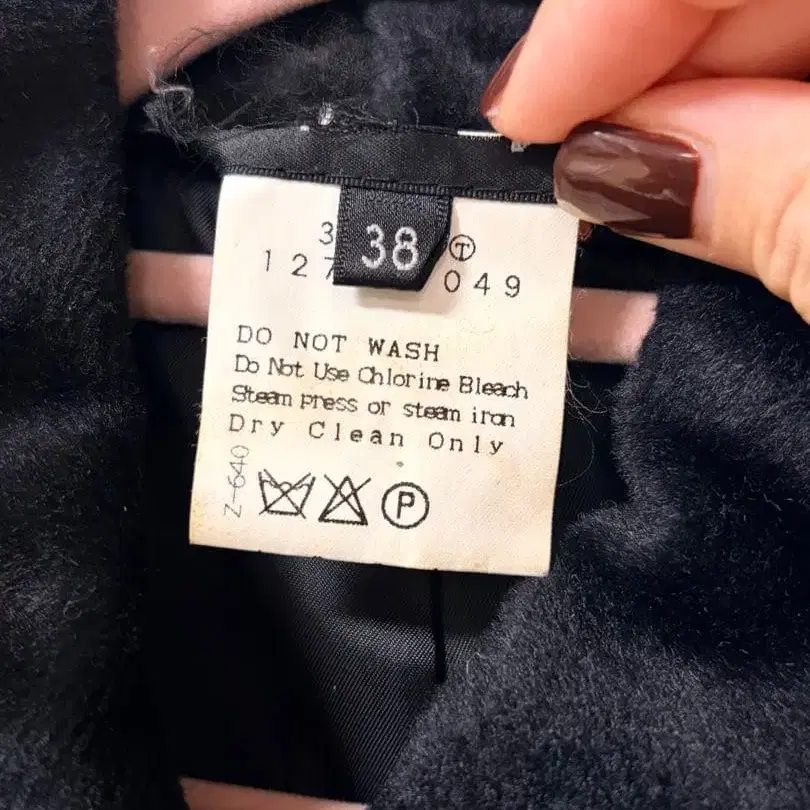 38
3 Ⓣ
127 049
DO NOT WASH
Do Not Use Chlorine Bleach
Steam press or steam iron
Dry Clean Only
Z-640
P